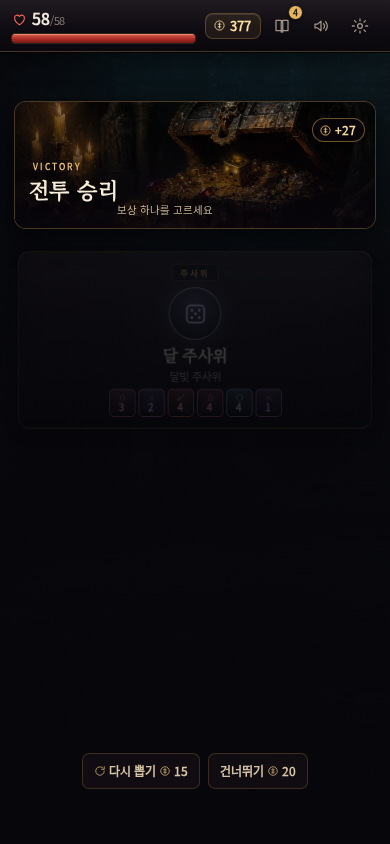 58/58
377
4
VICTORY
+27
전투 승리
보상 하나를 고르세요
주사위
달 주사위
달빛 주사위
3 2 4 4 4 1
다시 뽑기 15
건너뛰기 20